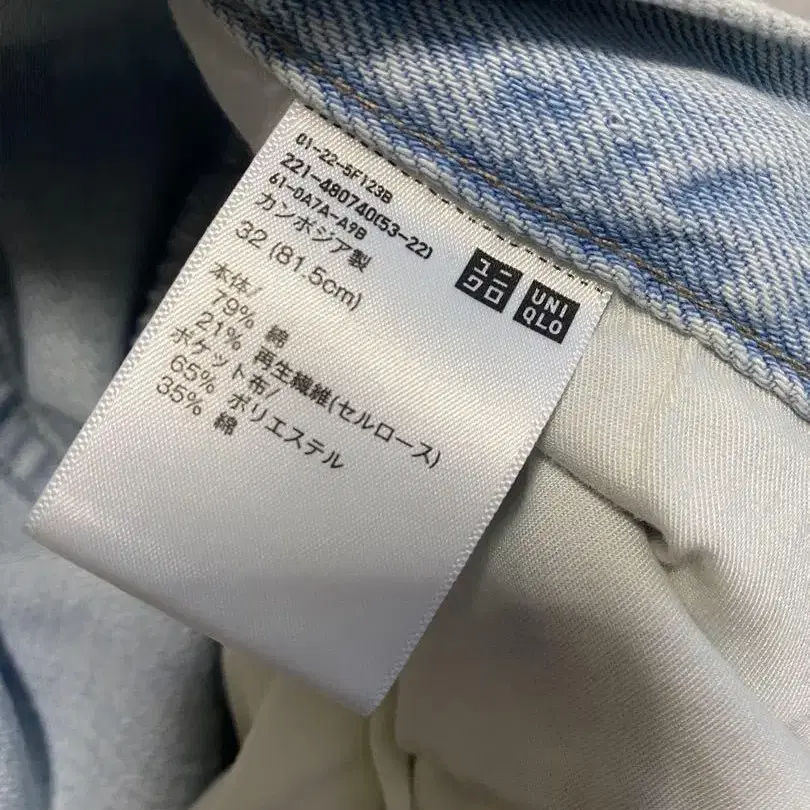 01-22-5F123B
221-480740(53-22)
61-0A7A-A9B
カンボジア製
32 (81.5cm)
ユニ
クロ
UNI
QLO
本体/
79% 綿
21% 再生繊維(セルロース)
ポケット布/
65% ポリエステル
35% 綿